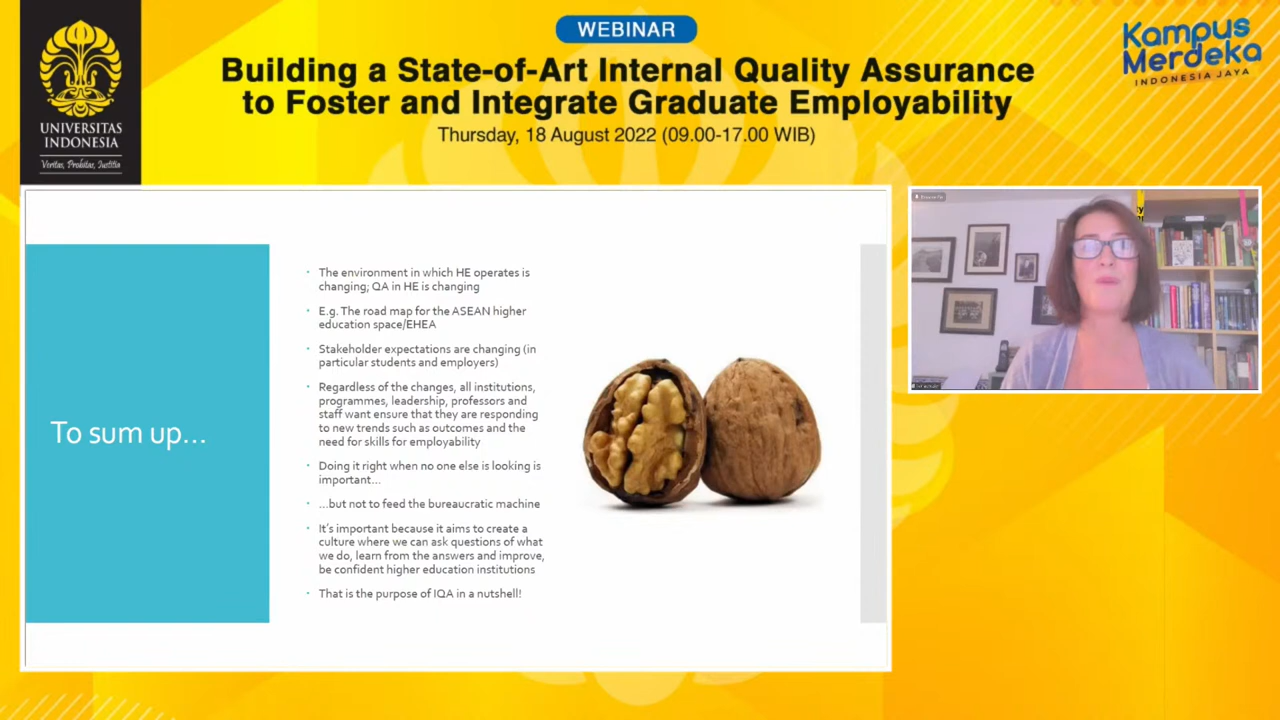 WEBINAR
Building a State-of-Art Internal Quality Assurance
to Foster and Integrate Graduate Employability
Thursday, 18 August 2022 (09.00-17.00 WIB)
UNIVERSITAS
INDONESIA
Veritas, Probitas, Justitia
Kampus
Merdeka
INDONESIA JAYA
To sum up...
The environment in which HE operates is
changing; QA in HE is changing
E.g. The road map for the ASEAN higher
education space/EHEA
Stakeholder expectations are changing (in
particular students and employers)
Regardless of the changes, all institutions,
programmes, leadership, professors and
staff want ensure that they are responding
to new trends such as outcomes and the
need for skills for employability
Doing it right when no one else is looking is
important...
...but not to feed the bureaucratic machine
It's important because it aims to create a
culture where we can ask questions of what
we do, learn from the answers and improve,
be confident higher education institutions
That is the purpose of IQA in a nutshell!